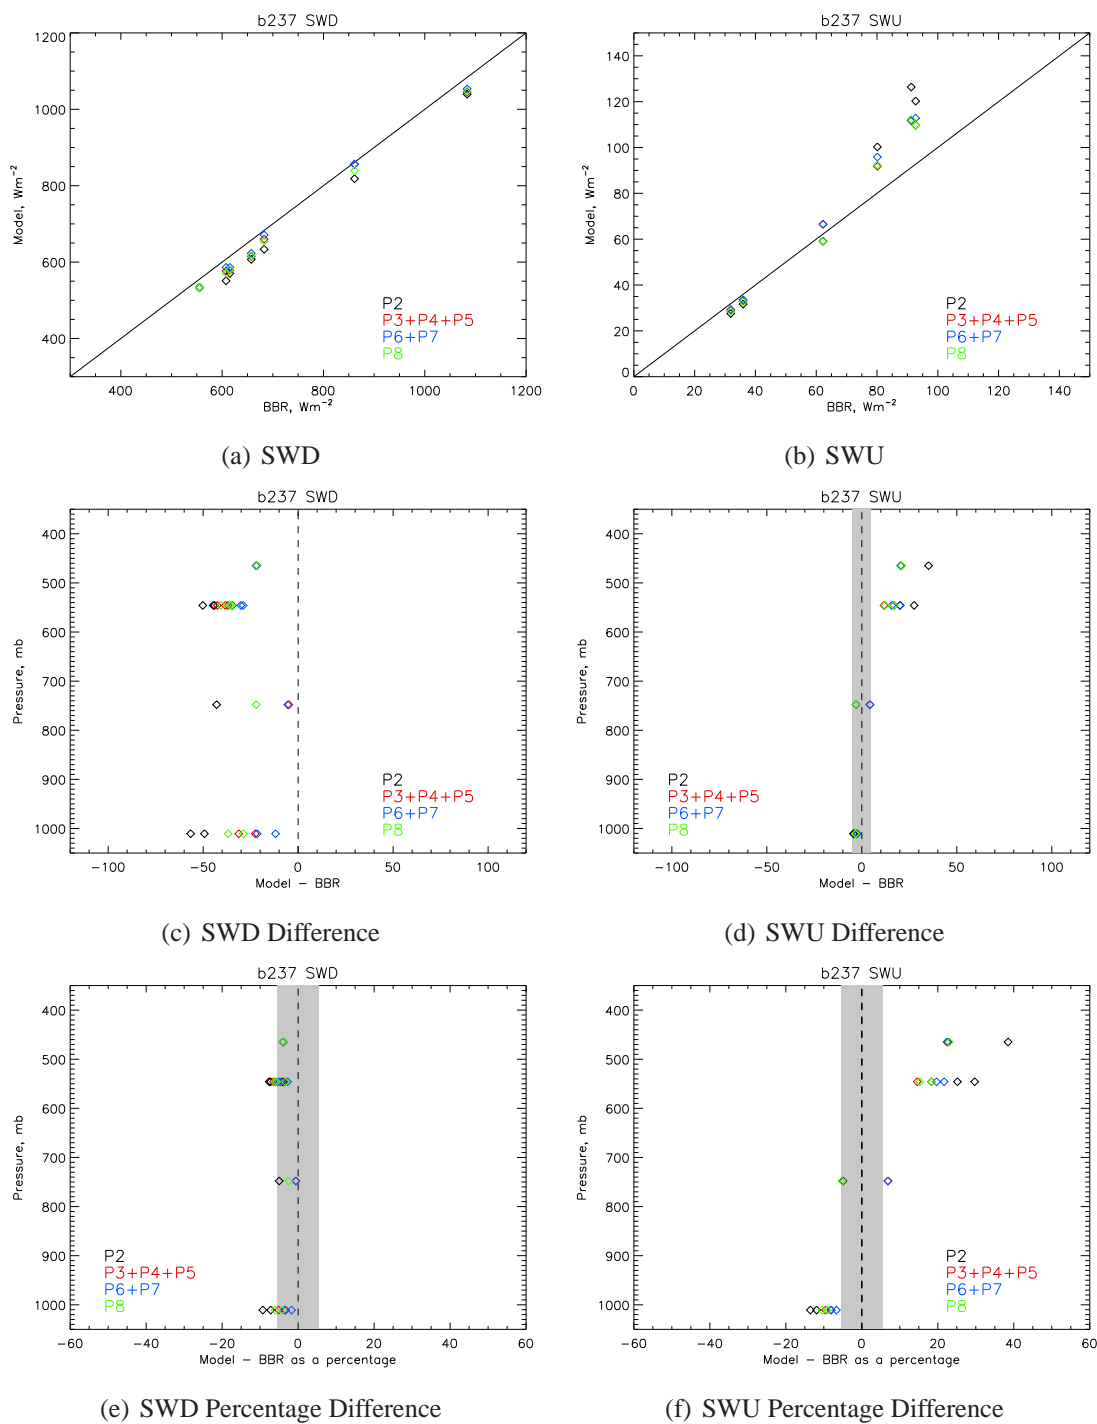 b237 SWD
1200
1000
800
600
400
Model, Wm⁻²
400 600 800 1000 1200
BBR, Wm⁻²
P2
P3+P4+P5
P6+P7
P8
(a) SWD
b237 SWU
140
120
100
80
60
40
20
0
Model, Wm⁻²
0 20 40 60 80 100 120 140
BBR, Wm⁻²
P2
P3+P4+P5
P6+P7
P8
(b) SWU
b237 SWD
400
500
600
700
800
900
1000
Pressure, mb
-100 -50 0 50 100
Model - BBR
P2
P3+P4+P5
P6+P7
P8
(c) SWD Difference
b237 SWU
400
500
600
700
800
900
1000
Pressure, mb
-100 -50 0 50 100
Model - BBR
P2
P3+P4+P5
P6+P7
P8
(d) SWU Difference
b237 SWD
400
500
600
700
800
900
1000
Pressure, mb
-60 -40 -20 0 20 40 60
Model - BBR as a percentage
P2
P3+P4+P5
P6+P7
P8
(e) SWD Percentage Difference
b237 SWU
400
500
600
700
800
900
1000
Pressure, mb
-60 -40 -20 0 20 40 60
Model - BBR as a percentage
P2
P3+P4+P5
P6+P7
P8
(f) SWU Percentage Difference